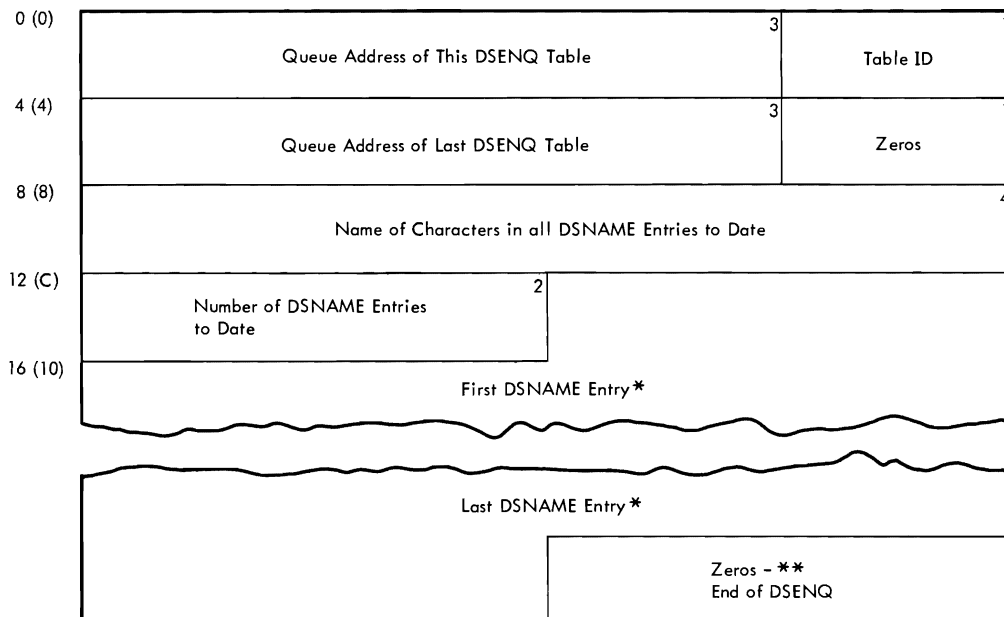 0 (0)
3
Queue Address of This DSENQ Table
Table ID
4 (4)
3
Queue Address of Last DSENQ Table
Zeros
8 (8)
4
Name of Characters in all DSNAME Entries to Date
12 (C)
2
Number of DSNAME Entries
to Date
16 (10)
First DSNAME Entry*
Last DSNAME Entry*
Zeros - **
End of DSENQ